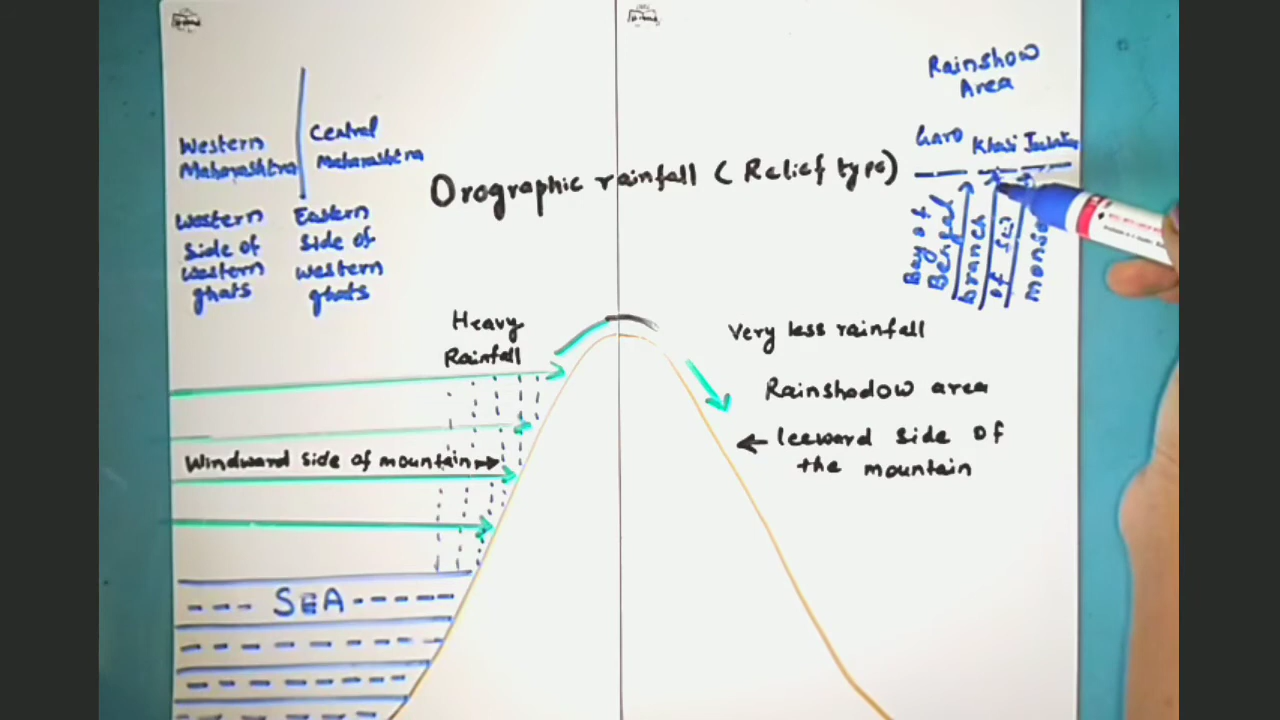 Western
Maharashtra
Central
Maharashtra
Western
side of
western
ghats
Eastern
side of
western
ghats
Orographic rainfall (Relief type)
Rainshow
Area
Garo
Khasi
Bay of
Bengal
branch
of
Heavy
Rainfall
Very less rainfall
Rainshodow area
Windward side of mountain
leeward side of
the mountain
SEA